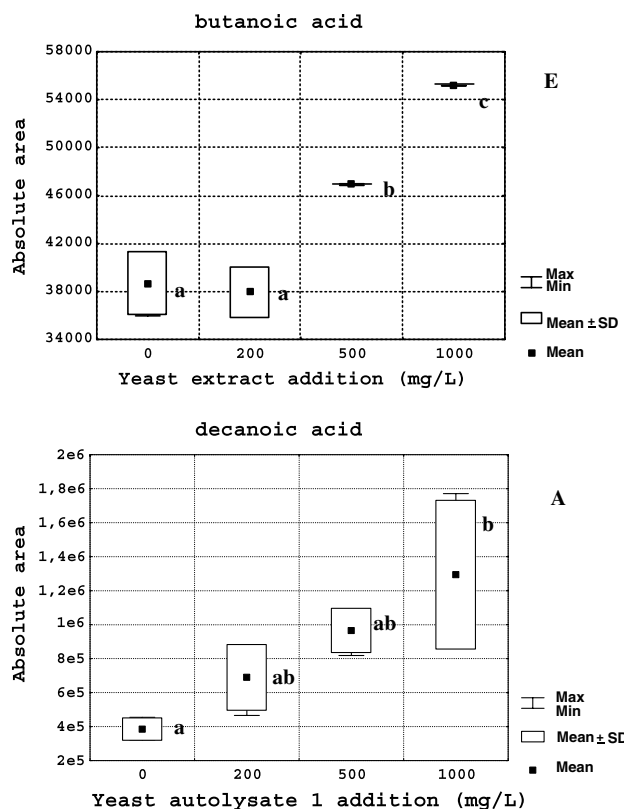 butanoic acid
E
58000
54000
50000
46000
42000
38000
34000
Absolute area
a
a
b
c
Max
Min
Mean ±SD
Mean
0 200 500 1000
Yeast extract addition (mg/L)
decanoic acid
A
2e6
1,8e6
1,6e6
1,4e6
1,2e6
1e6
8e5
6e5
4e5
2e5
Absolute area
a
ab
ab
b
Max
Min
Mean ± SD
Mean
0 200 500 1000
Yeast autolysate 1 addition (mg/L)